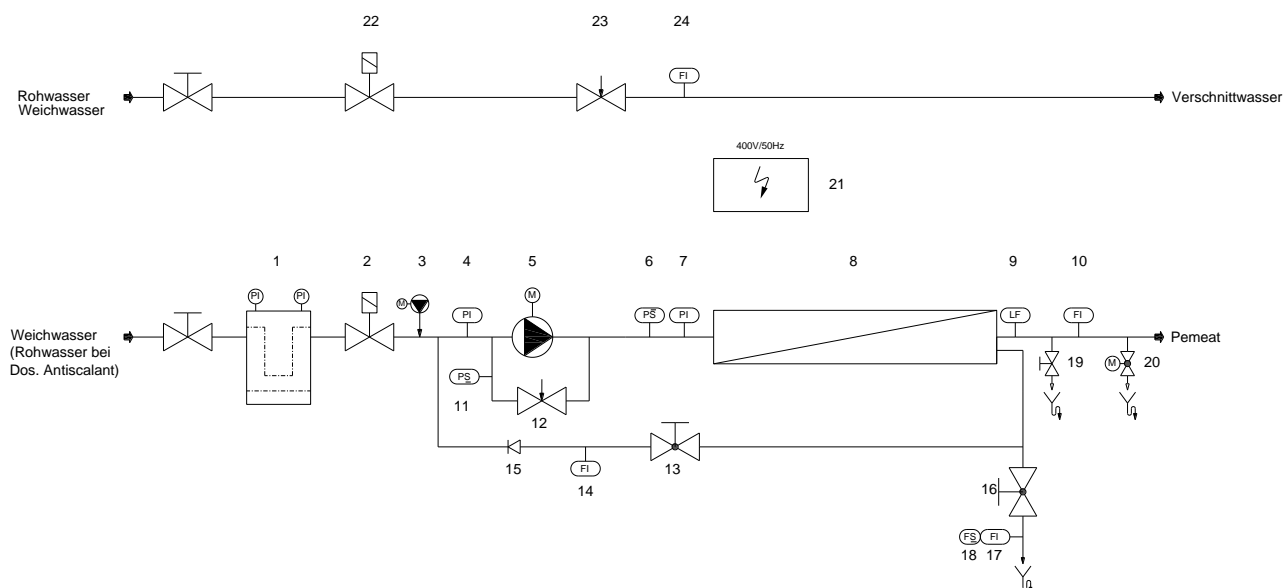 22 23 24
FI
Rohwasser
Weichwasser
Verschnittwasser
400V/50Hz
21
1 2 3 4 5 6 7 8 9 10
PI PI M M
PI PS PI LF FI
Weichwasser
(Rohwasser bei
Dos. Antiscalant)
Pemeat
M
19 20
PS
11
12
15
FI
14
13
16
FS FI
18 17